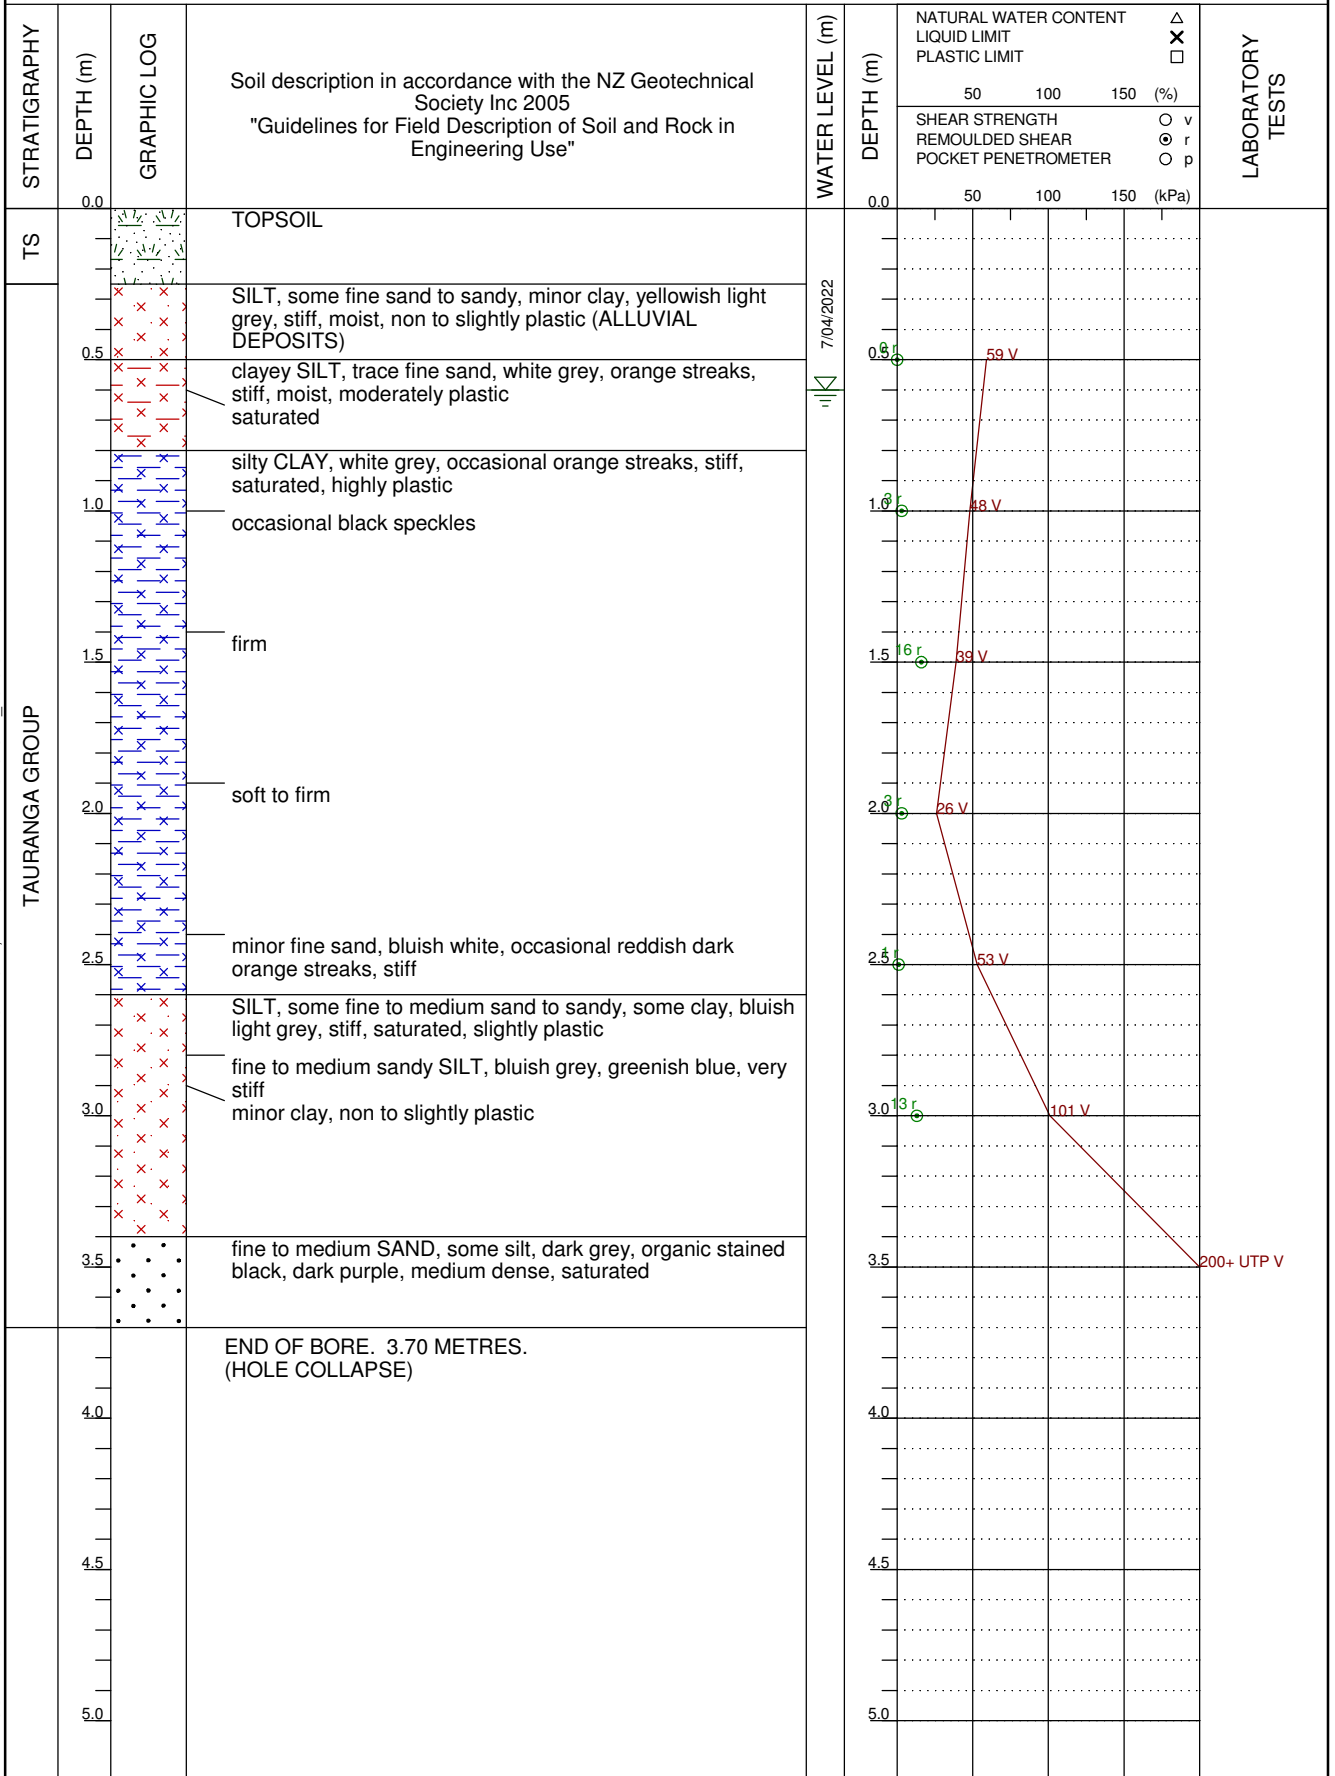 STRATIGRAPHY
DEPTH (m)
GRAPHIC LOG
Soil description in accordance with the NZ Geotechnical
Society Inc 2005
"Guidelines for Field Description of Soil and Rock in
Engineering Use"
WATER LEVEL (m)
DEPTH (m)
NATURAL WATER CONTENT
LIQUID LIMIT
PLASTIC LIMIT
50 100 150 (%)
SHEAR STRENGTH v
REMOULDED SHEAR r
POCKET PENETROMETER p
50 100 150 (kPa)
LABORATORY
TESTS
0.0
0.0
TS
TOPSOIL
TAURANGA GROUP
SILT, some fine sand to sandy, minor clay, yellowish light
grey, stiff, moist, non to slightly plastic (ALLUVIAL
DEPOSITS)
7/04/2022
0.5
0.5
0 r
59 V
clayey SILT, trace fine sand, white grey, orange streaks,
stiff, moist, moderately plastic
saturated
silty CLAY, white grey, occasional orange streaks, stiff,
saturated, highly plastic
1.0
1.0
3 r
48 V
occasional black speckles
firm
1.5
1.5
16 r
39 V
soft to firm
2.0
2.0
3 r
26 V
minor fine sand, bluish white, occasional reddish dark
orange streaks, stiff
2.5
2.5
1 r
53 V
SILT, some fine to medium sand to sandy, some clay, bluish
light grey, stiff, saturated, slightly plastic
fine to medium sandy SILT, bluish grey, greenish blue, very
stiff
minor clay, non to slightly plastic
3.0
3.0
13 r
101 V
fine to medium SAND, some silt, dark grey, organic stained
black, dark purple, medium dense, saturated
3.5
3.5
200+ UTP V
END OF BORE. 3.70 METRES.
(HOLE COLLAPSE)
4.0
4.0
4.5
4.5
5.0
5.0